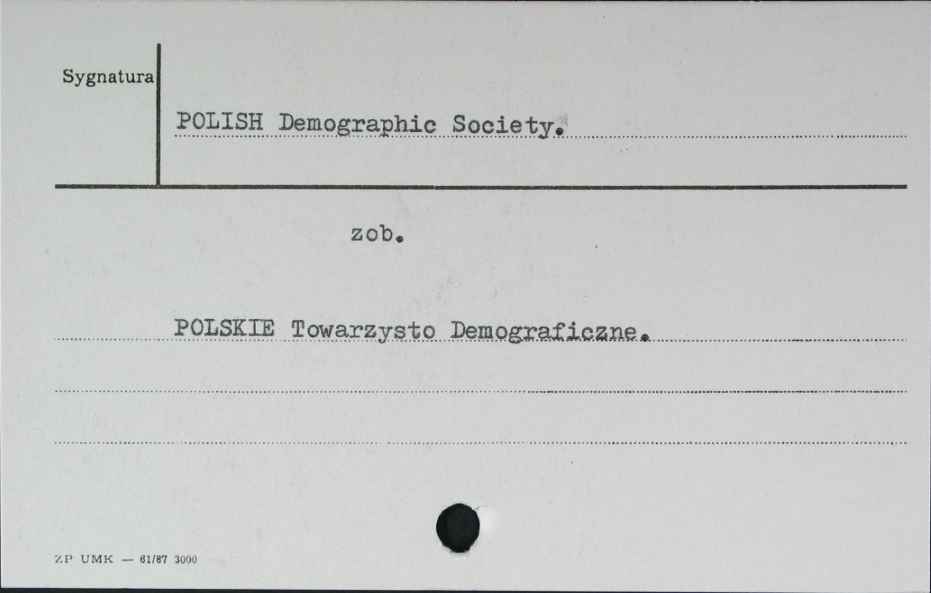 Sygnatura
POLISH Demographic Society.
zob.
POLSKIE Towarzysto Demograficzne.
ZP UMK — 61/87 3000